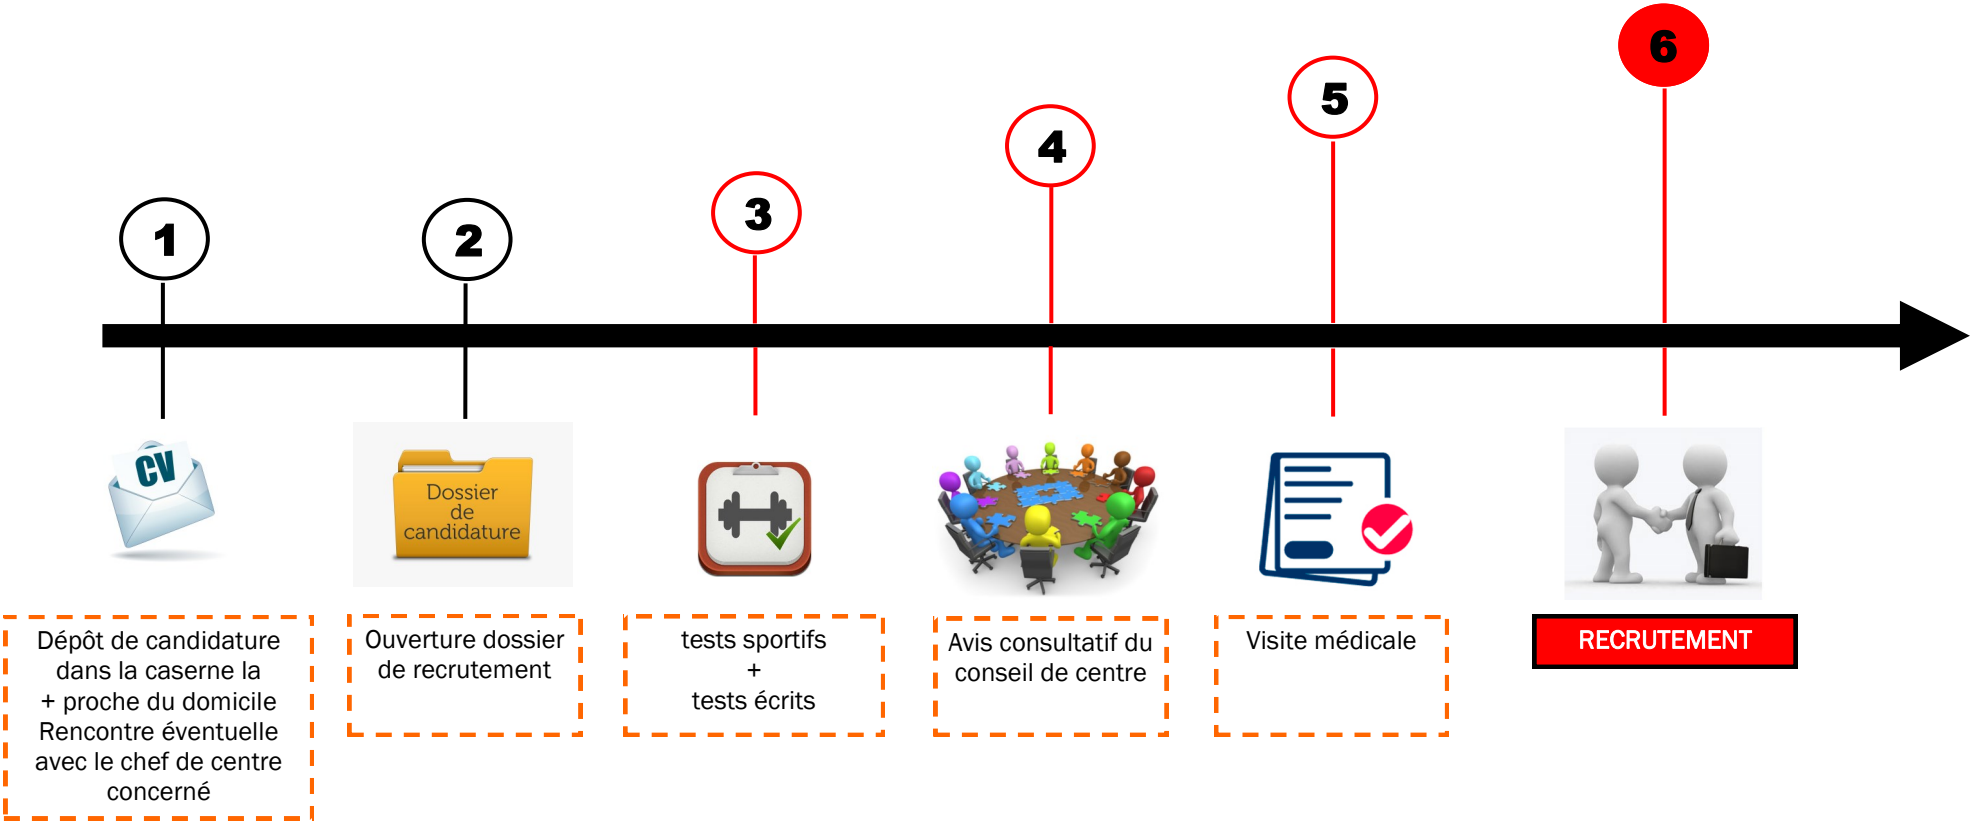 1
2
3
4
5
6
CV
Dossier
de
candidature
Dépôt de candidature
dans la caserne la
+ proche du domicile
Rencontre éventuelle
avec le chef de centre
concerné
Ouverture dossier
de recrutement
tests sportifs
+
tests écrits
Avis consultatif du
conseil de centre
Visite médicale
RECRUTEMENT